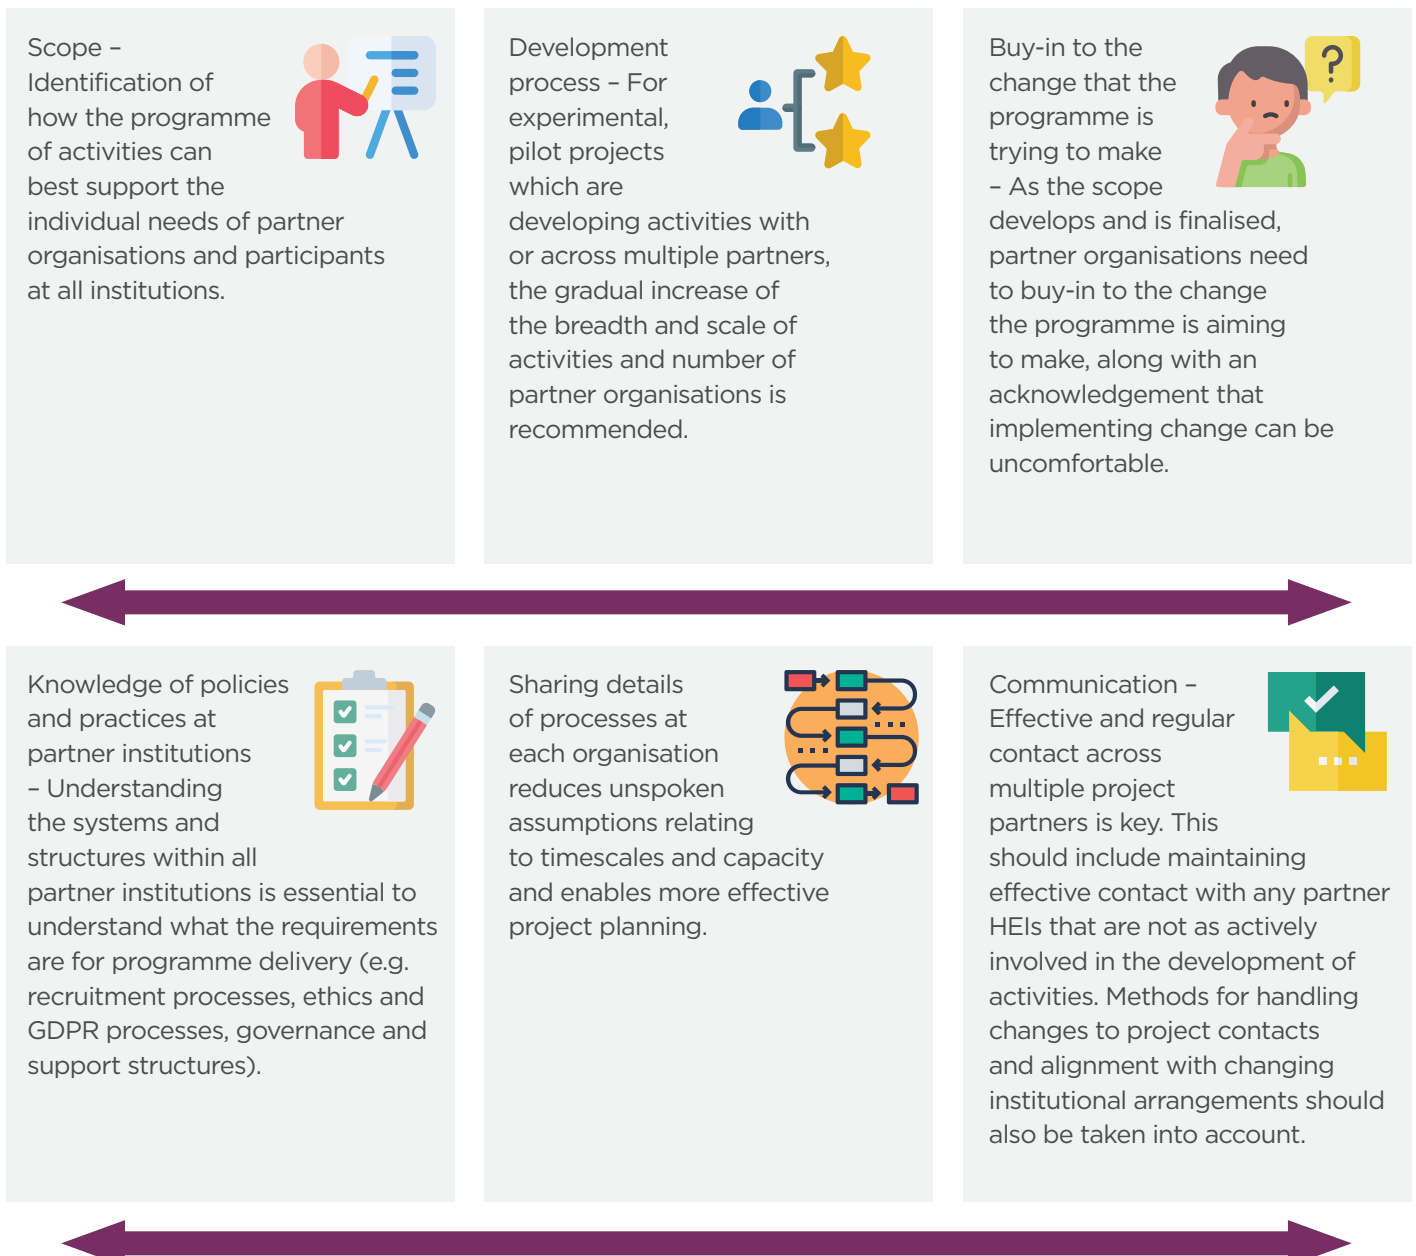 Scope –
Identification of
how the programme
of activities can
best support the
individual needs of partner
organisations and participants
at all institutions.
Development
process – For
experimental,
pilot projects
which are
developing activities with
or across multiple partners,
the gradual increase of
the breadth and scale of
activities and number of
partner organisations is
recommended.
Buy-in to the
change that the
programme is
trying to make
– As the scope
develops and is finalised,
partner organisations need
to buy-in to the change
the programme is aiming
to make, along with an
acknowledgement that
implementing change can be
uncomfortable.
?
Knowledge of policies
and practices at
partner institutions
– Understanding
the systems and
structures within all
partner institutions is essential to
understand what the requirements
are for programme delivery (e.g.
recruitment processes, ethics and
GDPR processes, governance and
support structures).
Sharing details
of processes at
each organisation
reduces unspoken
assumptions relating
to timescales and capacity
and enables more effective
project planning.
Communication –
Effective and regular
contact across
multiple project
partners is key. This
should include maintaining
effective contact with any partner
HEIs that are not as actively
involved in the development of
activities. Methods for handling
changes to project contacts
and alignment with changing
institutional arrangements should
also be taken into account.